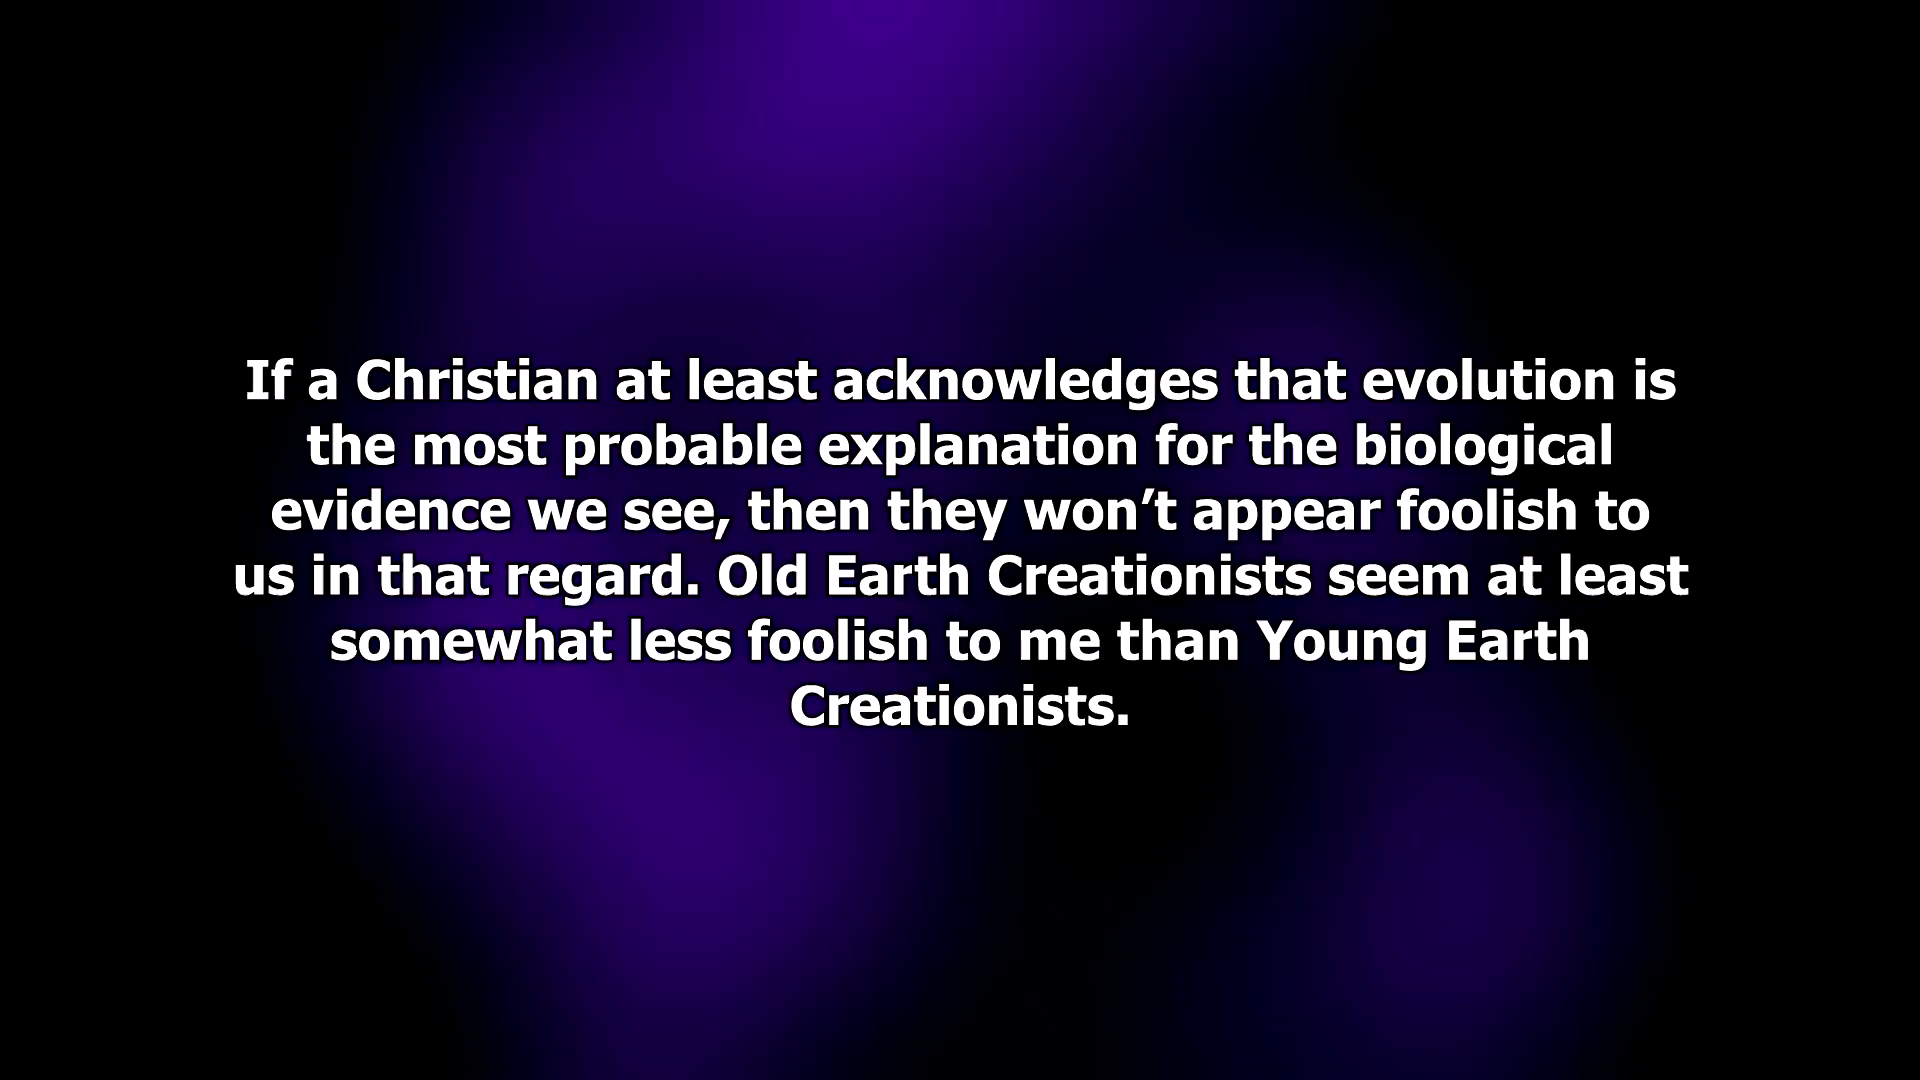 If a Christian at least acknowledges that evolution is
the most probable explanation for the biological
evidence we see, then they won’t appear foolish to
us in that regard. Old Earth Creationists seem at least
somewhat less foolish to me than Young Earth
Creationists.